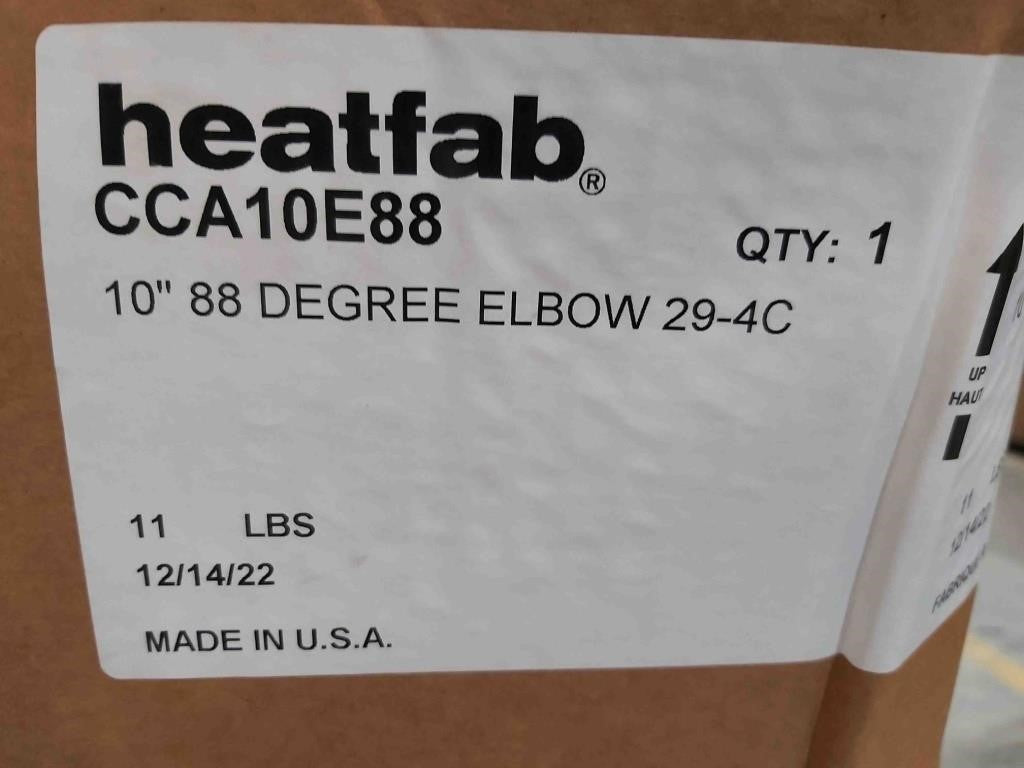 heatfab®
CCA10E88
QTY: 1
10" 88 DEGREE ELBOW 29-4C
11 LBS
12/14/22
MADE IN U.S.A.
UP
HAUT
11